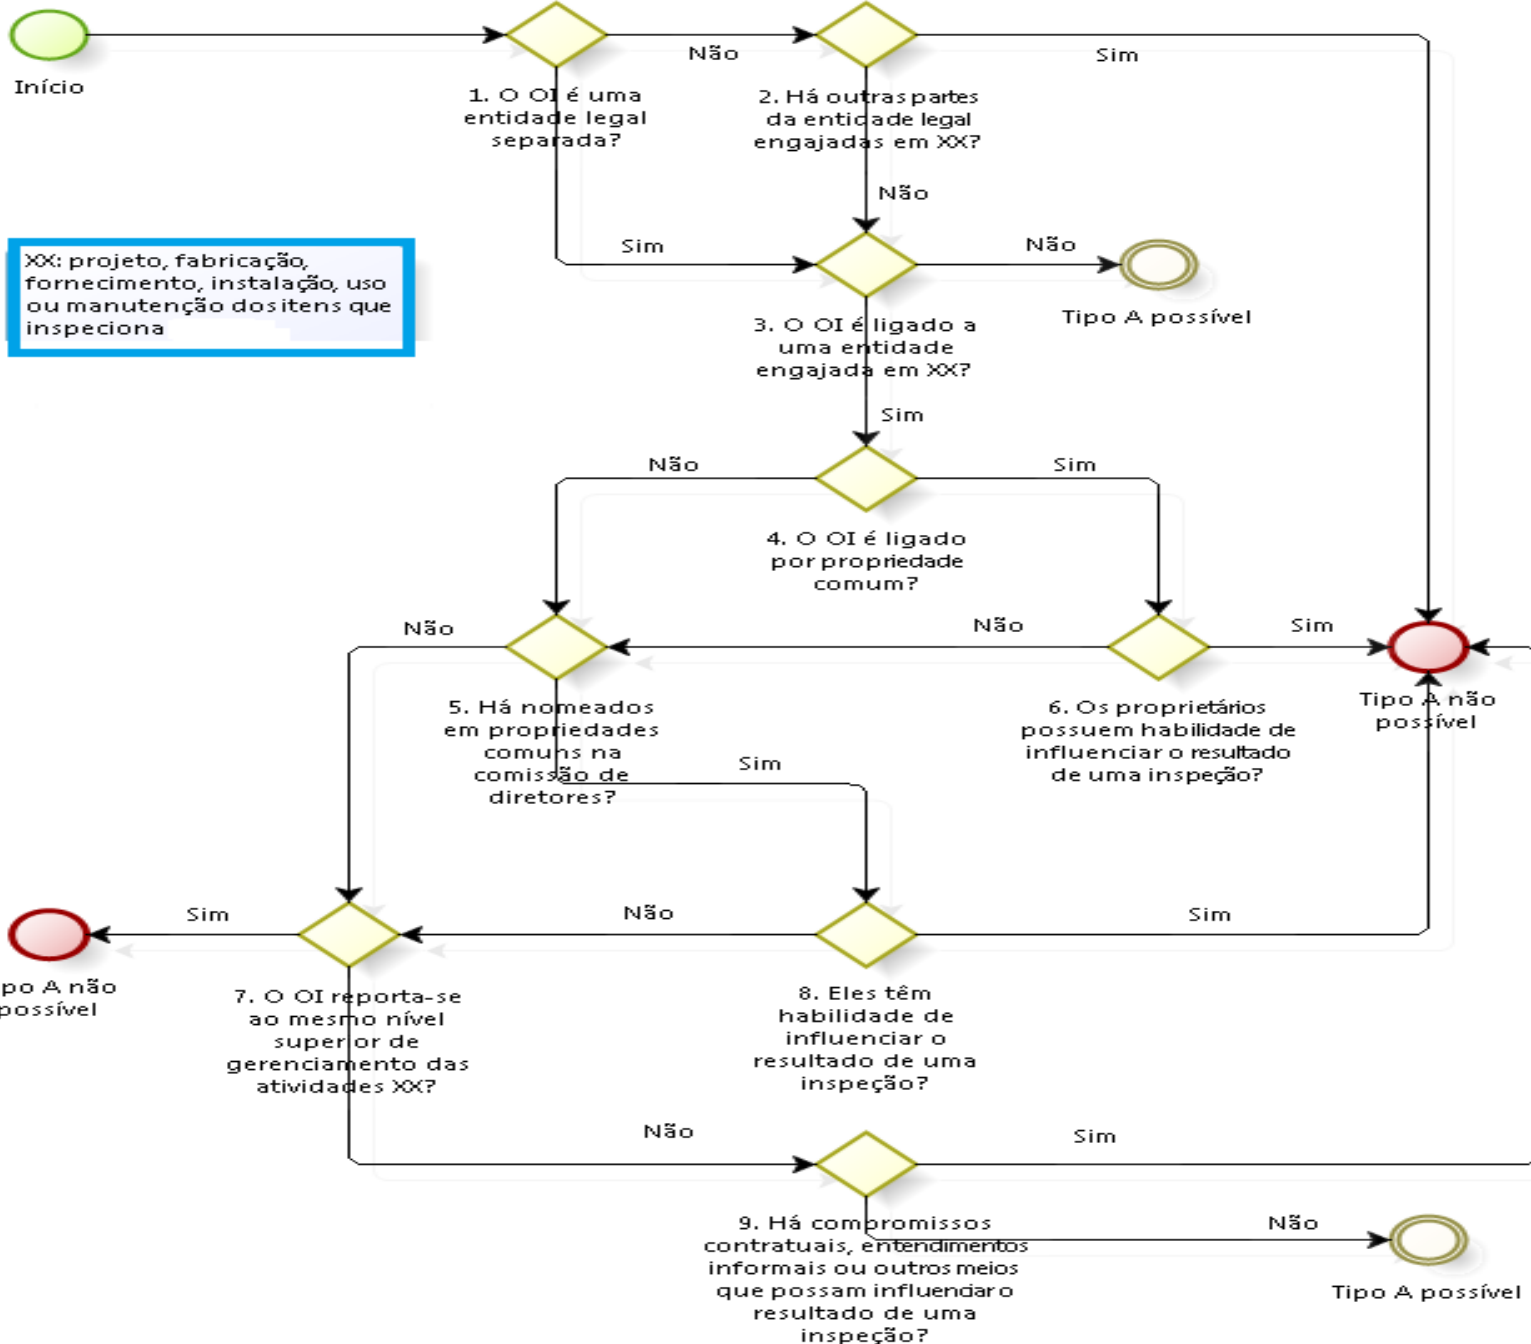 Não
Sim
Início
1. O OI é uma
entidade legal
separada?
2. Há outras partes
da entidade legal
engajadas em XX?
Não
Sim
Não
XX: projeto, fabricação,
fornecimento, instalação, uso
ou manutenção dos itens que
inspeciona
Tipo A possível
3. O OI é ligado a
uma entidade
engajada em XX?
Sim
Não
Sim
4. O OI é ligado
por propriedade
comum?
Não
Não
Sim
5. Há nomeados
em propriedades
comuns na
comissão de
diretores?
6. Os proprietários
possuem habilidade de
influenciar o resultado
de uma inspeção?
Tipo A não
possível
Sim
Sim
Não
Sim
po A não
possível
7. O OI reporta-se
ao mesmo nível
superior de
gerenciamento das
atividades XX?
8. Eles têm
habilidade de
influenciar o
resultado de uma
inspeção?
Não
Sim
9. Há compromissos
contratuais, entendimentos
informais ou outros meios
que possam influenciar o
resultado de uma
inspeção?
Não
Tipo A possível